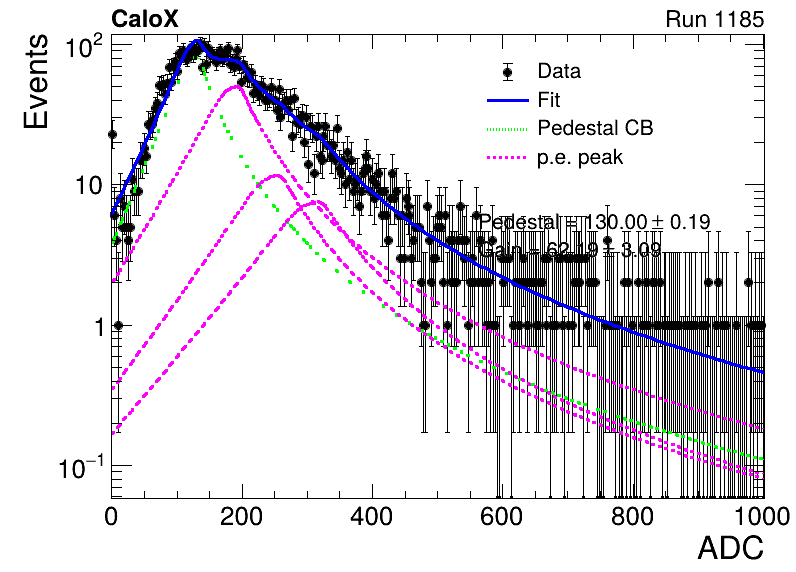 CaloX Run 1185
Events
Data
Fit
Pedestal CB
p.e. peak
Pedestal = 130.00 ± 0.19
Gain = 62.19 ± 3.09
10²
10
1
10⁻¹
0 200 400 600 800 1000
ADC